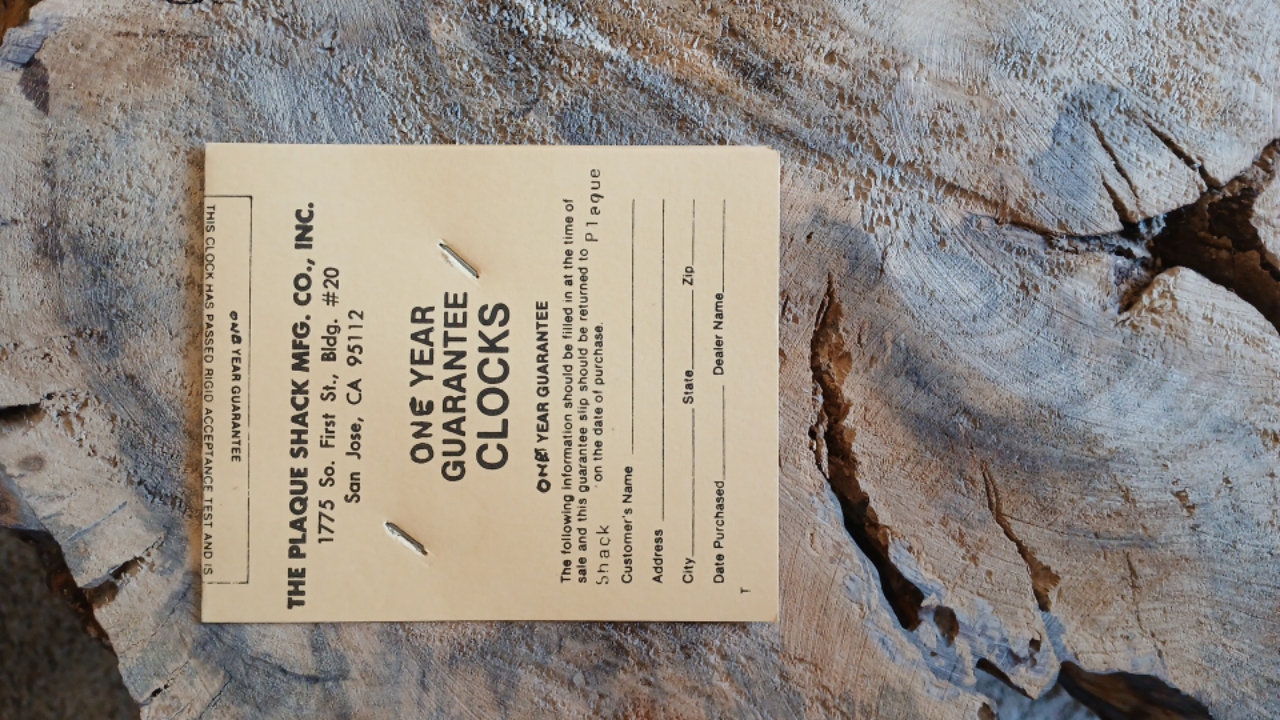 THIS CLOCK HAS PASSED RIGID ACCEPTANCE TEST AND IS
ONE YEAR GUARANTEE
THE PLAQUE SHACK MFG. CO., INC.
1775 So. First St., Bldg. #20
San Jose, CA 95112
ONE YEAR
GUARANTEE
CLOCKS
ONE YEAR GUARANTEE
The following information should be filled in at the time of
sale and this guarantee slip should be returned to Plaque
Shack on the date of purchase.
Customer's Name
Address
City State Zip
Date Purchased Dealer Name
T